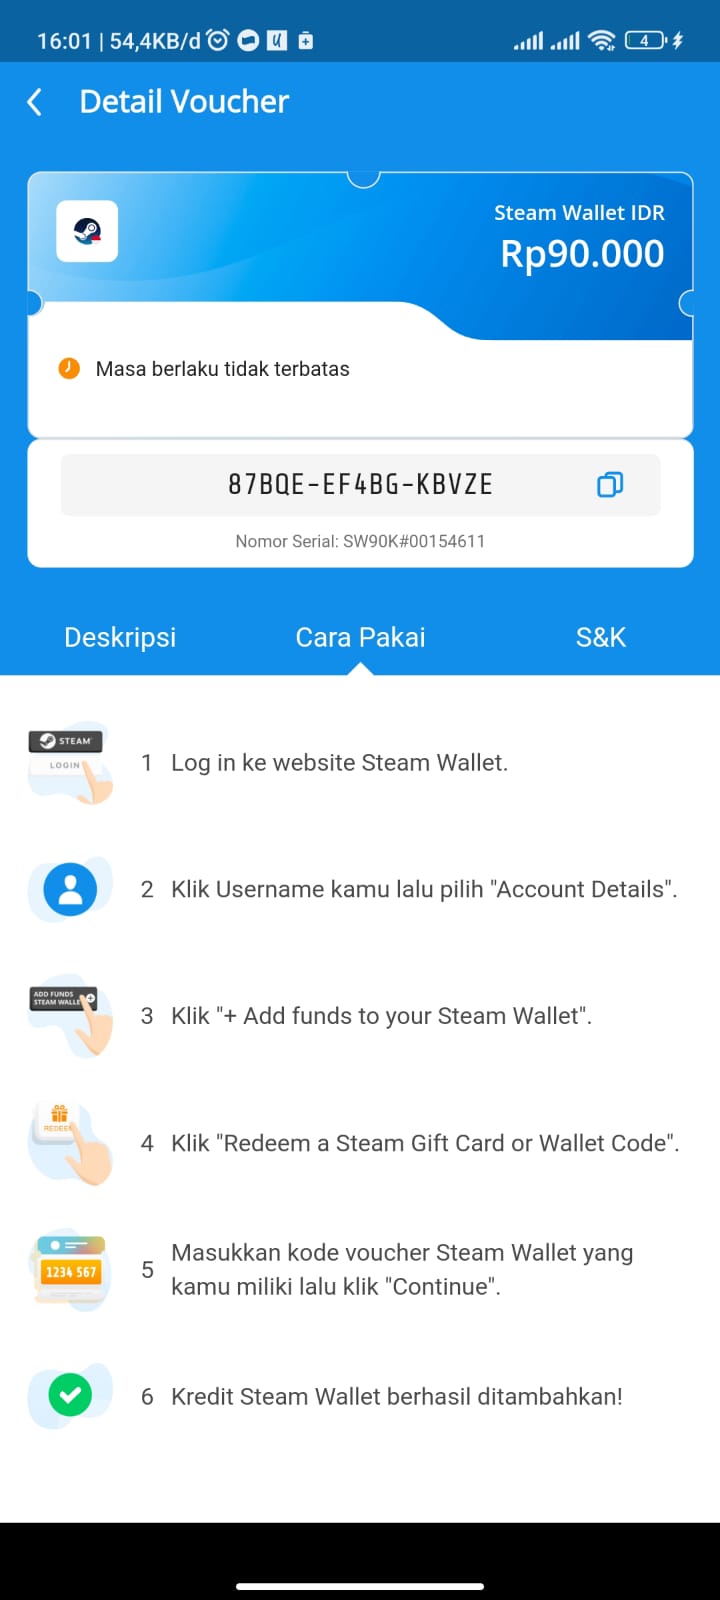 16:01 | 54,4KB/d
4
Detail Voucher
Steam Wallet IDR
Rp90.000
Masa berlaku tidak terbatas
87BQE-EF4BG-KBVZE
Nomor Serial: SW90K#00154611
Deskripsi
Cara Pakai
S&K
STEAM
LOGIN
1 Log in ke website Steam Wallet.
2 Klik Username kamu lalu pilih "Account Details".
ADD FUNDS
STEAM WALLE
3 Klik "+ Add funds to your Steam Wallet".
REDEE
4 Klik "Redeem a Steam Gift Card or Wallet Code".
1234 567
5 Masukkan kode voucher Steam Wallet yang
kamu miliki lalu klik "Continue".
6 Kredit Steam Wallet berhasil ditambahkan!